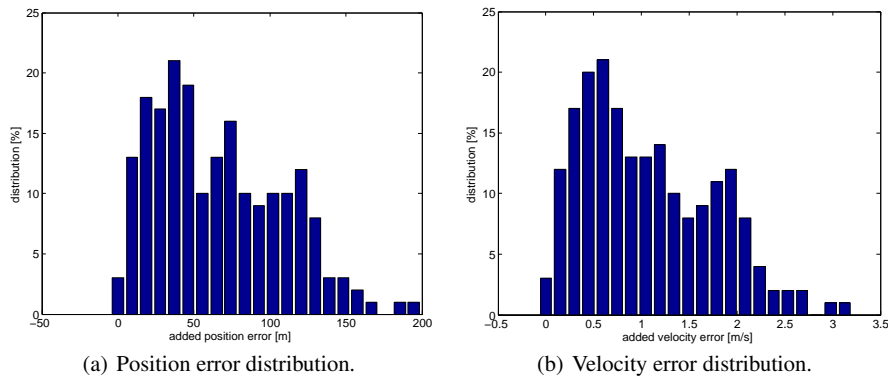 25
20
15
10
5
0
distribution [%]
−50 0 50 100 150 200
added position error [m]
(a) Position error distribution.
25
20
15
10
5
0
distribution [%]
−0.5 0 0.5 1 1.5 2 2.5 3 3.5
added velocity error [m/s]
(b) Velocity error distribution.